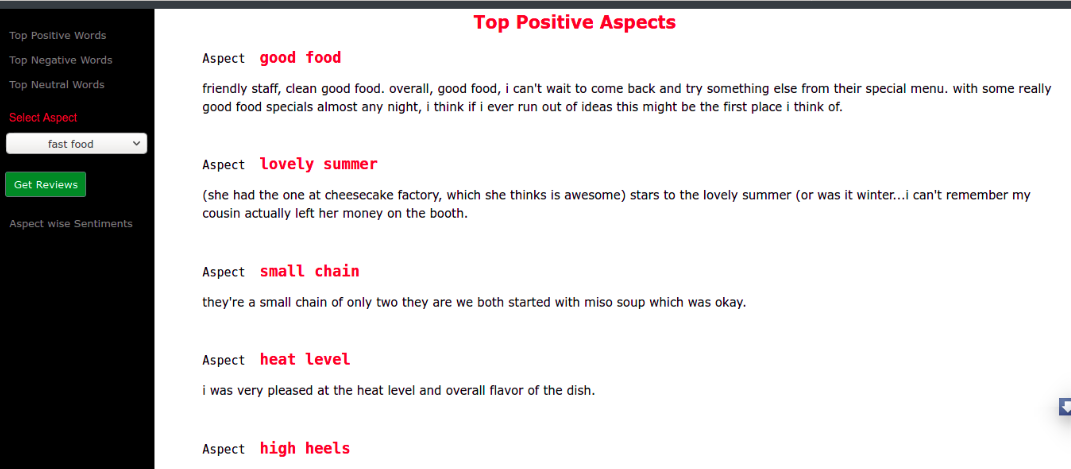 Top Positive Words
Top Negative Words
Top Neutral Words
Select Aspect
fast food
Get Reviews
Aspect wise Sentiments
Top Positive Aspects
Aspect good food
friendly staff, clean good food. overall, good food, i can't wait to come back and try something else from their special menu. with some really
good food specials almost any night, i think if i ever run out of ideas this might be the first place i think of.
Aspect lovely summer
(she had the one at cheesecake factory, which she thinks is awesome) stars to the lovely summer (or was it winter...i can't remember my
cousin actually left her money on the booth.
Aspect small chain
they're a small chain of only two they are we both started with miso soup which was okay.
Aspect heat level
i was very pleased at the heat level and overall flavor of the dish.
Aspect high heels